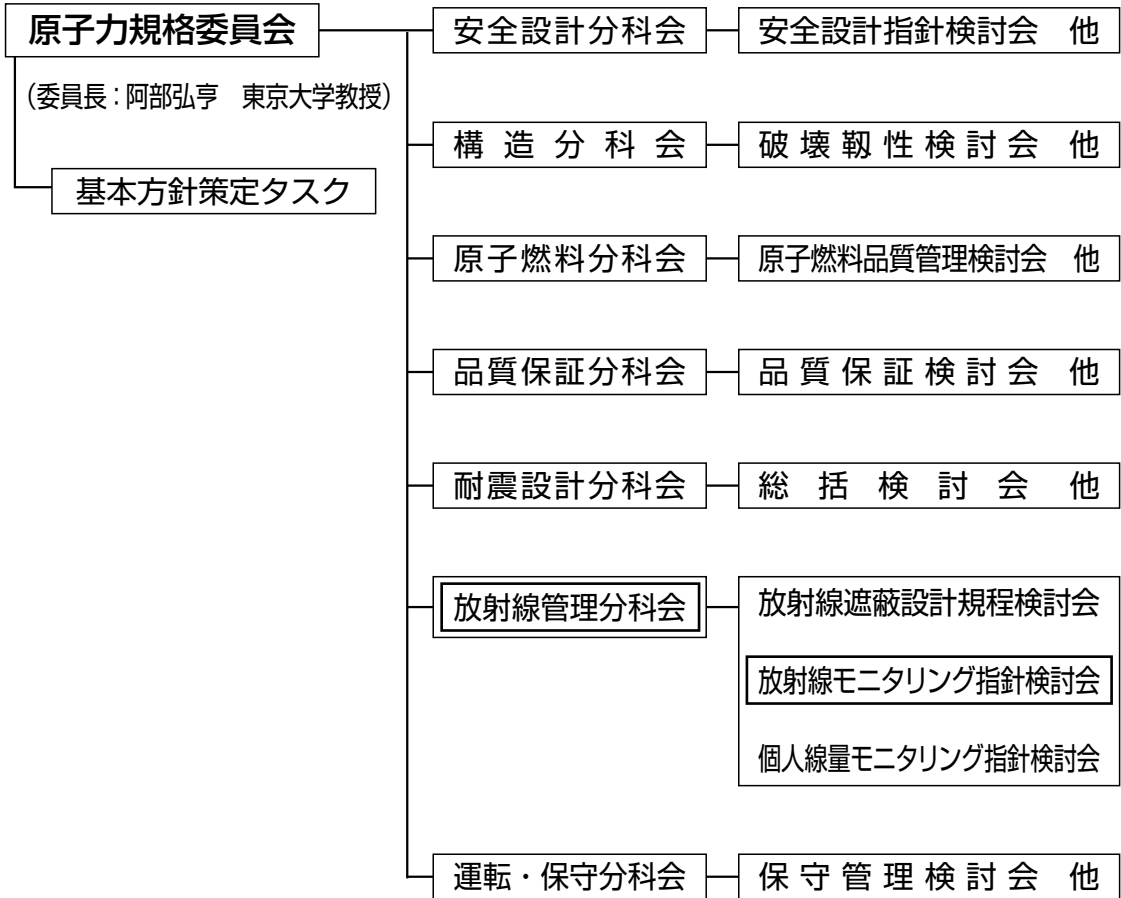 原子力規格委員会
(委員長：阿部弘亨　東京大学教授)
基本方針策定タスク
安全設計分科会
安全設計指針検討会　他
構造分科会
破壊靱性検討会　他
原子燃料分科会
原子燃料品質管理検討会　他
品質保証分科会
品質保証検討会　他
耐震設計分科会
総括検討会　他
放射線管理分科会
放射線遮蔽設計規程検討会
放射線モニタリング指針検討会
個人線量モニタリング指針検討会
運転・保守分科会
保守管理検討会　他